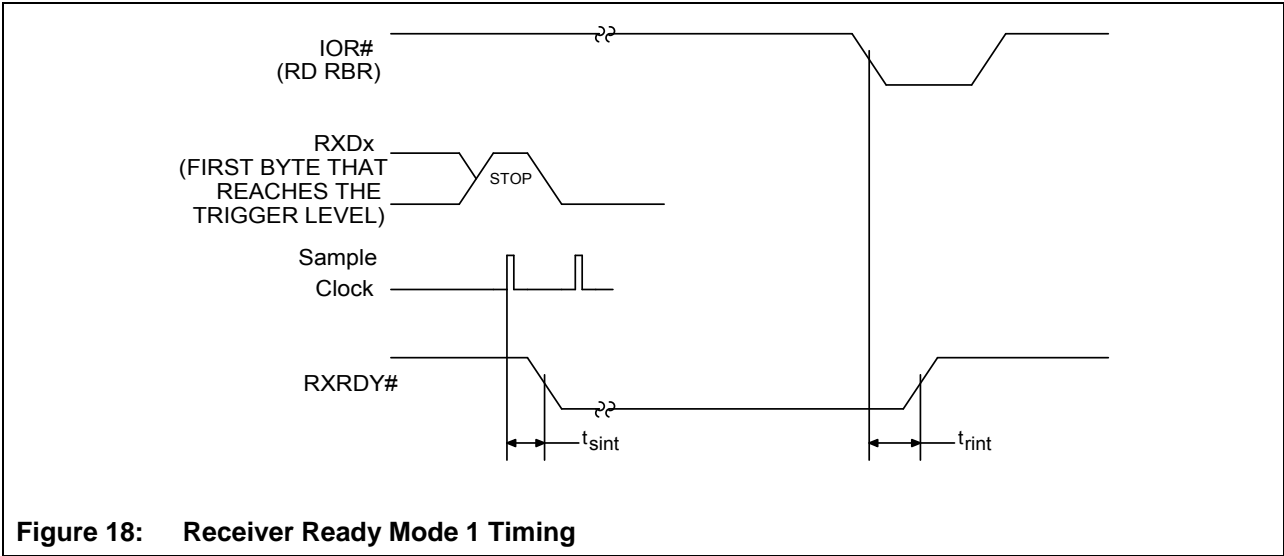 IOR#
(RD RBR)
RXDx
(FIRST BYTE THAT
REACHES THE
TRIGGER LEVEL)
STOP
Sample
Clock
RXRDY#
tsint
trint
Figure 18: Receiver Ready Mode 1 Timing